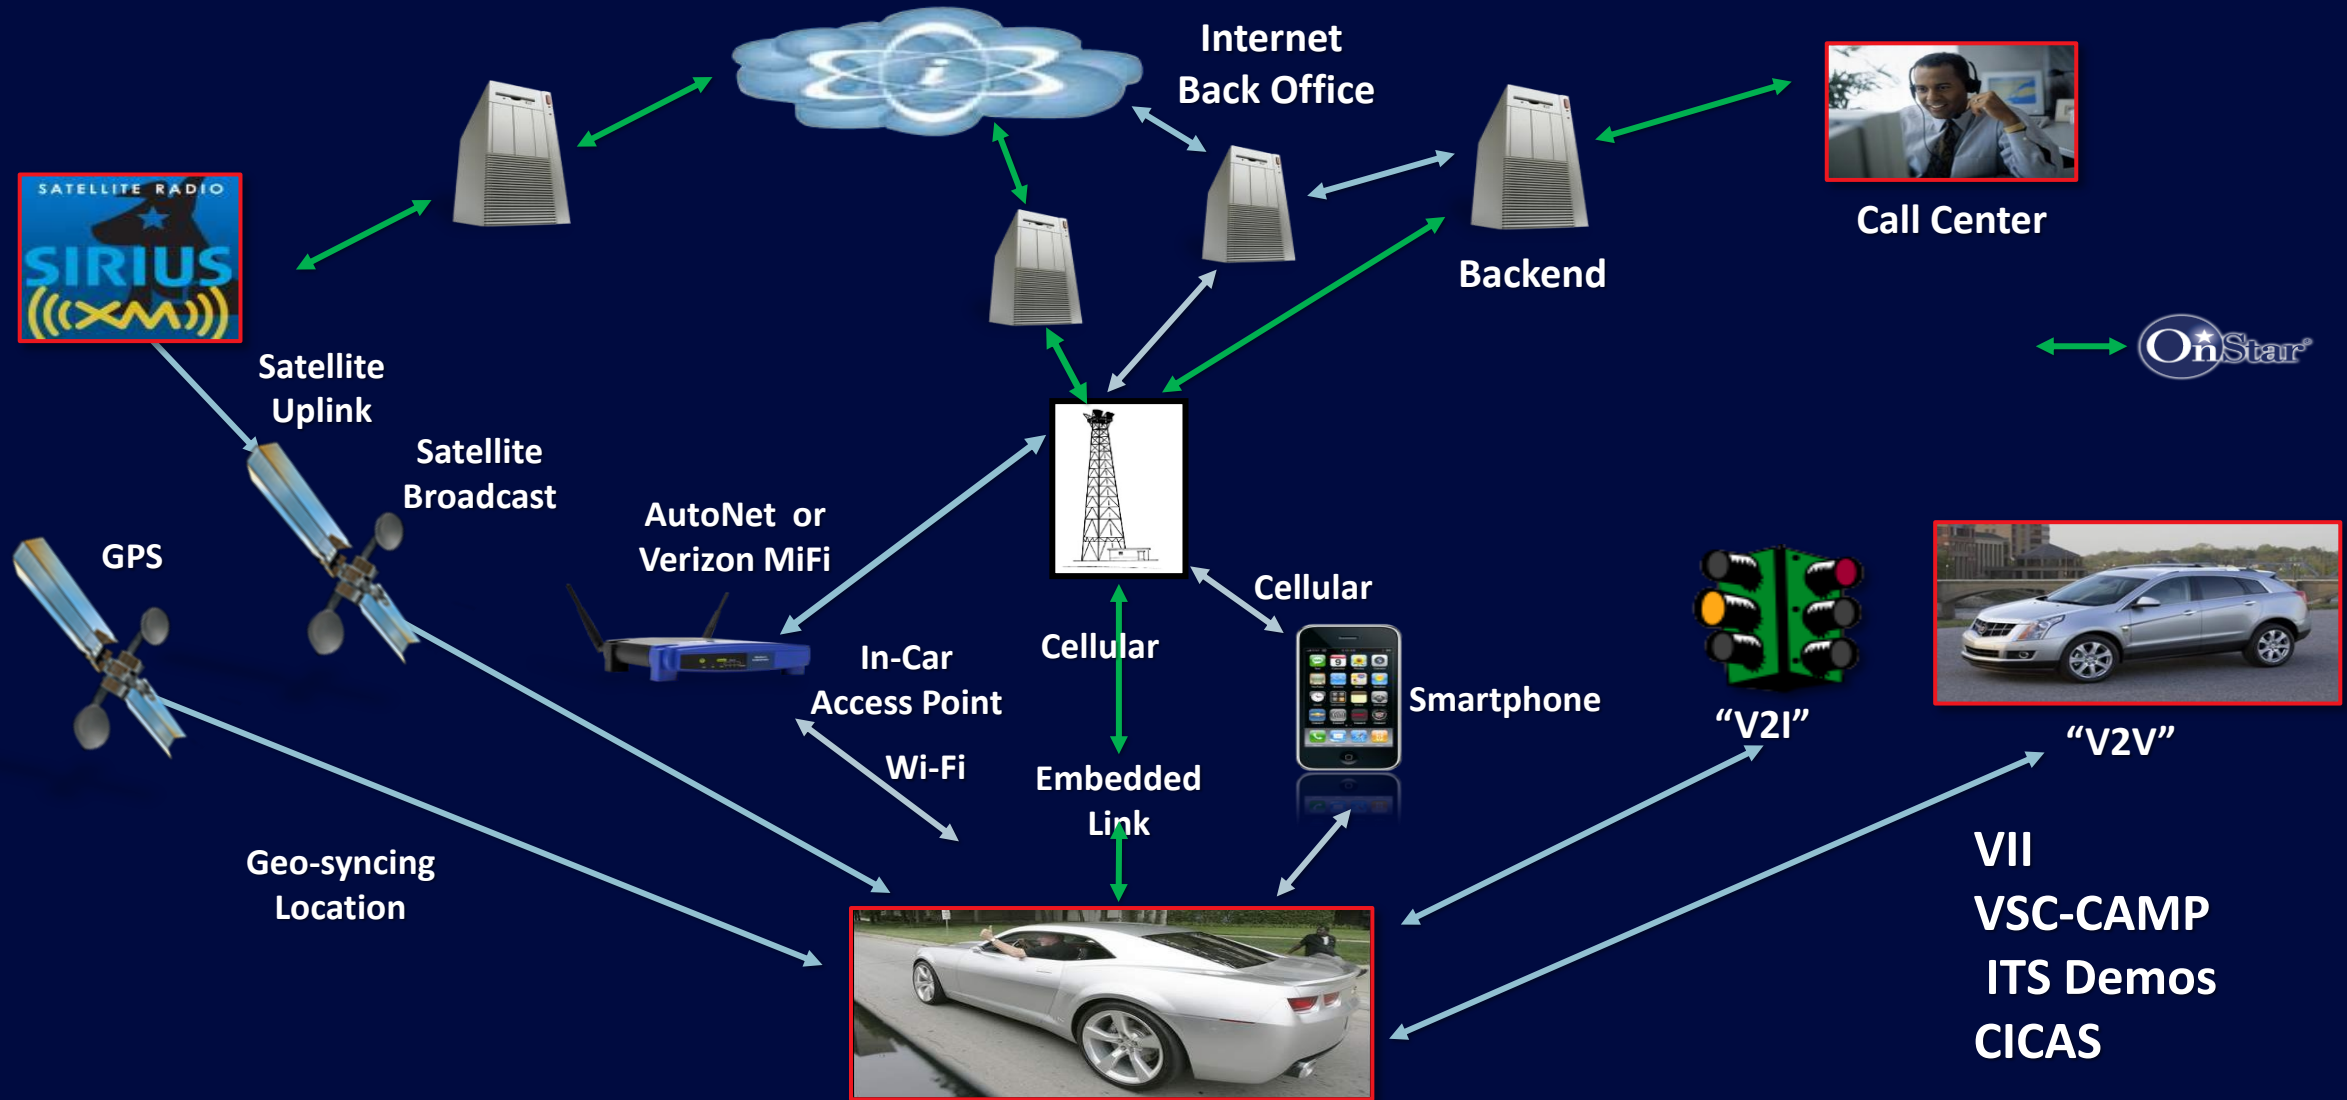 Internet
Back Office
SATELLITE RADIO
SIRIUS
((XM))
Call Center
Backend
OnStar
Satellite
Uplink
Satellite
Broadcast
GPS
AutoNet or
Verizon MiFi
Cellular
Cellular
In-Car
Access Point
Smartphone
Wi-Fi
Embedded
Link
"V2I"
"V2V"
Geo-syncing
Location
VII
VSC-CAMP
ITS Demos
CICAS